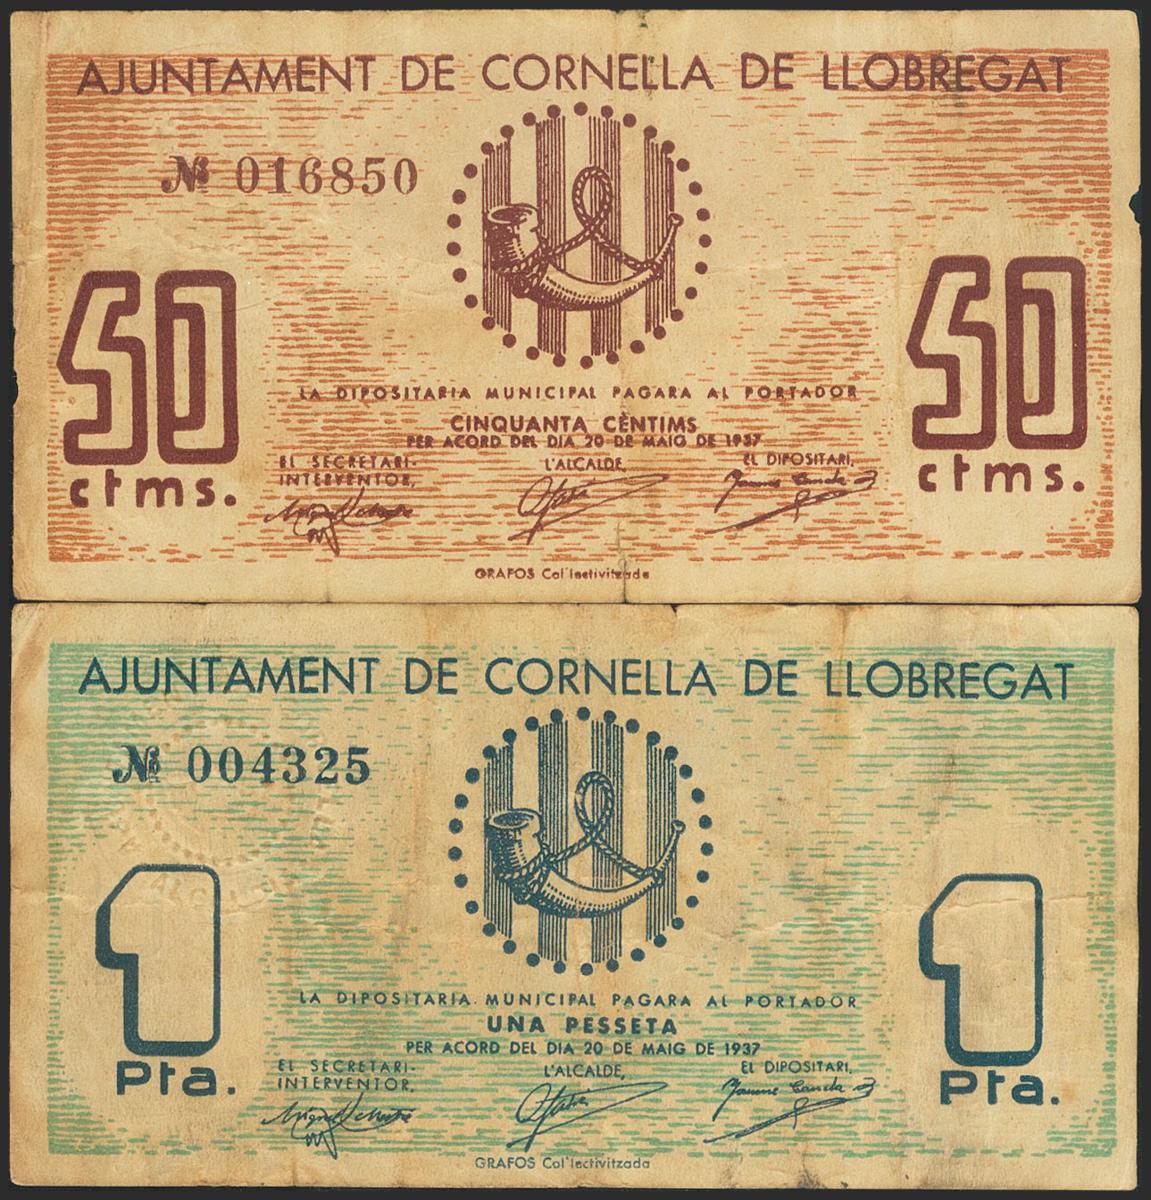 AJUNTAMENT DE CORNELLA DE LLOBREGAT
Nº 016850
50 ctms.
50 ctms.
LA DIPOSITARIA MUNICIPAL PAGARA AL PORTADOR
CINQUANTA CÈNTIMS
PER ACORD DEL DIA 20 DE MAIG DE 1937
EL SECRETARI-
INTERVENTOR,
L'ALCALDE,
EL DIPOSITARI,
GRAFOS Col·lectivitzada
AJUNTAMENT DE CORNELLA DE LLOBREGAT
Nº 004325
1 Pta.
1 Pta.
LA DIPOSITARIA MUNICIPAL PAGARA AL PORTADOR
UNA PESSETA
PER ACORD DEL DIA 20 DE MAIG DE 1937
EL SECRETARI-
INTERVENTOR,
L'ALCALDE,
EL DIPOSITARI,
GRAFOS Col·lectivitzada